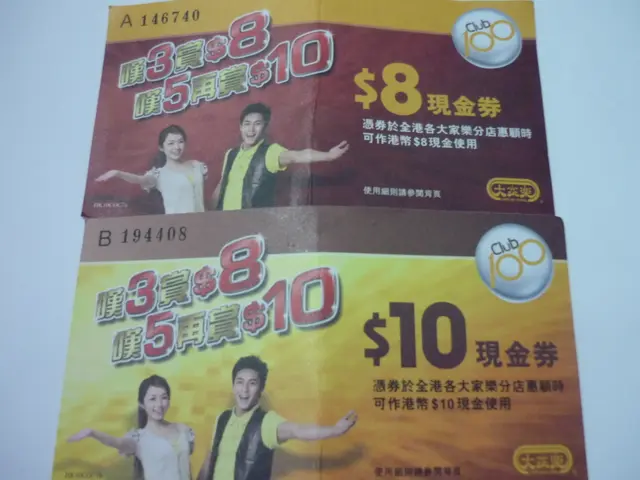 A 146740
Club
100
嘆3賞$8
嘆5再賞$10
$8現金券
憑券於全港各大家樂分店惠顧時
可作港幣$8現金使用
使用細則請參閱背頁
大家樂
B 194408
Club
100
嘆3賞$8
嘆5再賞$10
$10現金券
憑券於全港各大家樂分店惠顧時
可作港幣$10現金使用
使用細則請參閱背頁
大家樂